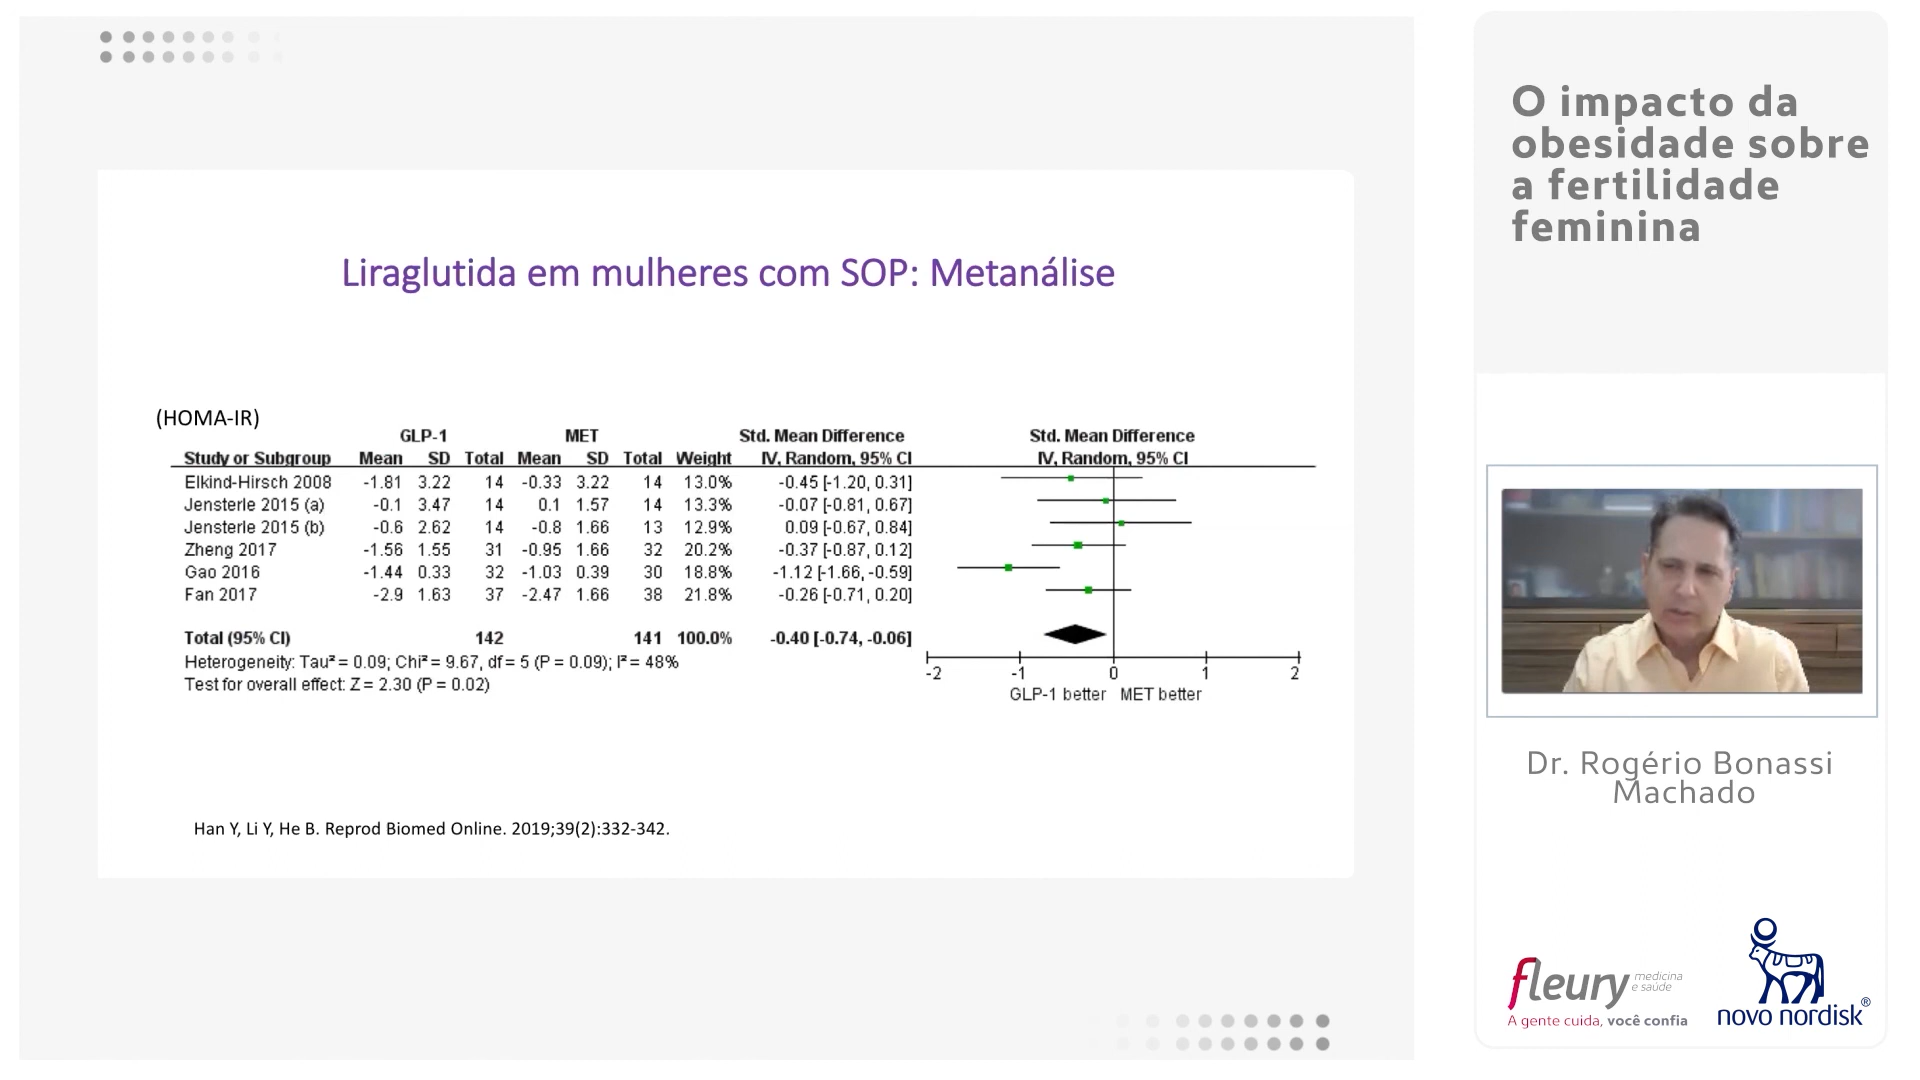 Liraglutida em mulheres com SOP: Metanálise
(HOMA-IR)
GLP-1 MET Std. Mean Difference Std. Mean Difference
Study or Subgroup Mean SD Total Mean SD Total Weight IV, Random, 95% CI IV, Random, 95% CI
Elkind-Hirsch 2008 -1.81 3.22 14 -0.33 3.22 14 13.0% -0.45 [-1.20, 0.31]
Jensterle 2015 (a) -0.1 3.47 14 0.1 1.57 14 13.3% -0.07 [-0.81, 0.67]
Jensterle 2015 (b) -0.6 2.62 14 -0.8 1.66 13 12.9% 0.09 [-0.67, 0.84]
Zheng 2017 -1.56 1.55 31 -0.95 1.66 32 20.2% -0.37 [-0.87, 0.12]
Gao 2016 -1.44 0.33 32 -1.03 0.39 30 18.8% -1.12 [-1.66, -0.59]
Fan 2017 -2.9 1.63 37 -2.47 1.66 38 21.8% -0.26 [-0.71, 0.20]
Total (95% CI) 142 141 100.0% -0.40 [-0.74, -0.06]
Heterogeneity: Tau² = 0.09; Chi² = 9.67, df = 5 (P = 0.09); I² = 48%
Test for overall effect: Z = 2.30 (P = 0.02)
-2 -1 0 1 2
GLP-1 better MET better
Han Y, Li Y, He B. Reprod Biomed Online. 2019;39(2):332-342.
O impacto da
obesidade sobre
a fertilidade
feminina
Dr. Rogério Bonassi
Machado
fleury medicina
e saúde
A gente cuida, você confia
novo nordisk®